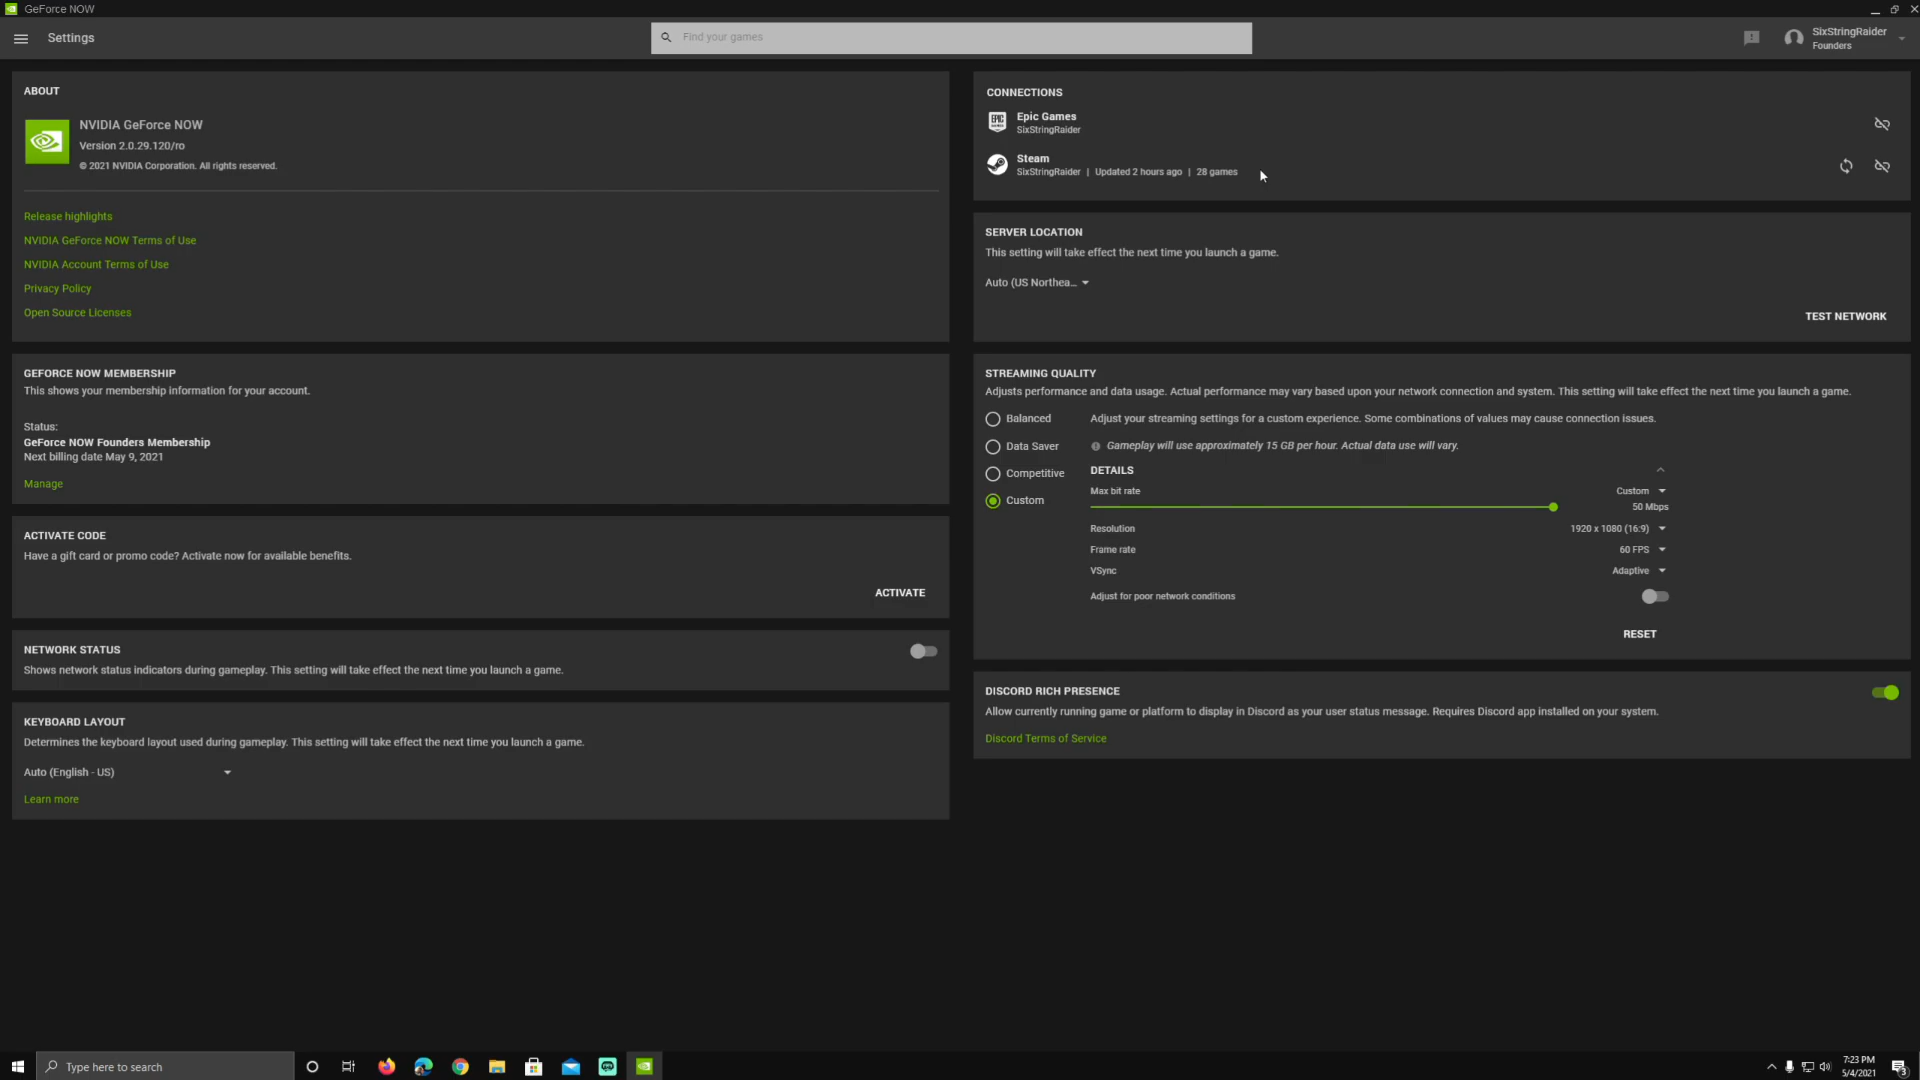 GeForce NOW
Settings
Find your games
SixStringRaider
Founders
ABOUT
NVIDIA GeForce NOW
Version 2.0.29.120/ro
© 2021 NVIDIA Corporation. All rights reserved.
Release highlights
NVIDIA GeForce NOW Terms of Use
NVIDIA Account Terms of Use
Privacy Policy
Open Source Licenses
GEFORCE NOW MEMBERSHIP
This shows your membership information for your account.
Status:
GeForce NOW Founders Membership
Next billing date May 9, 2021
Manage
ACTIVATE CODE
Have a gift card or promo code? Activate now for available benefits.
ACTIVATE
NETWORK STATUS
Shows network status indicators during gameplay. This setting will take effect the next time you launch a game.
KEYBOARD LAYOUT
Determines the keyboard layout used during gameplay. This setting will take effect the next time you launch a game.
Auto (English - US)
Learn more
CONNECTIONS
EPIC GAMES
Epic Games
SixStringRaider
Steam
SixStringRaider | Updated 2 hours ago | 28 games
SERVER LOCATION
This setting will take effect the next time you launch a game.
Auto (US Northea...
TEST NETWORK
STREAMING QUALITY
Adjusts performance and data usage. Actual performance may vary based upon your network connection and system. This setting will take effect the next time you launch a game.
Balanced
Adjust your streaming settings for a custom experience. Some combinations of values may cause connection issues.
Data Saver
Gameplay will use approximately 15 GB per hour. Actual data use will vary.
Competitive
DETAILS
Custom
Max bit rate Custom
50 Mbps
Resolution 1920 x 1080 (16:9)
Frame rate 60 FPS
VSync Adaptive
Adjust for poor network conditions
RESET
DISCORD RICH PRESENCE
Allow currently running game or platform to display in Discord as your user status message. Requires Discord app installed on your system.
Discord Terms of Service
Type here to search
7:23 PM
5/4/2021
3